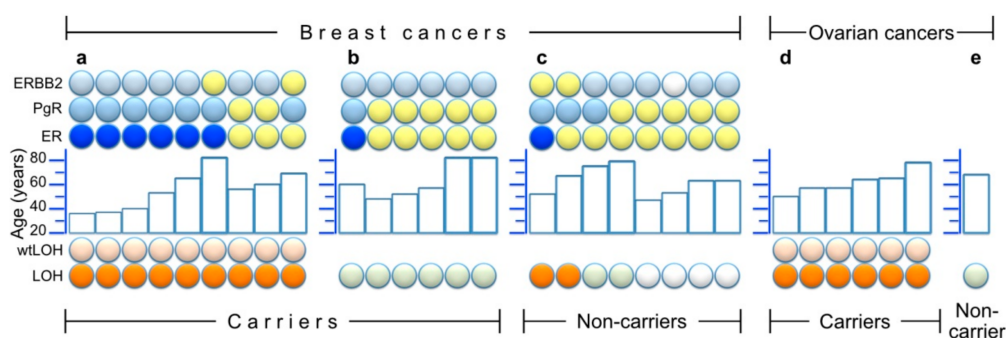 Breast cancers
Ovarian cancers
a
b
c
d
e
ERBB2
PgR
ER
Age (years)
80
60
40
20
wtLOH
LOH
Carriers
Non-carriers
Carriers
Non-
carrier